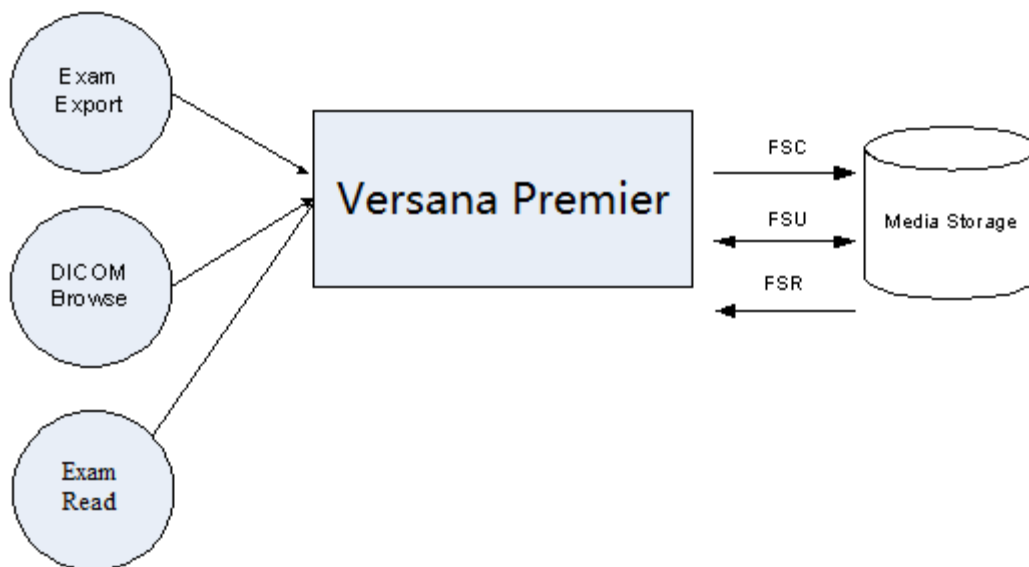 Exam
Export
DICOM
Browse
Exam
Read
Versana Premier
FSC
FSU
FSR
Media Storage